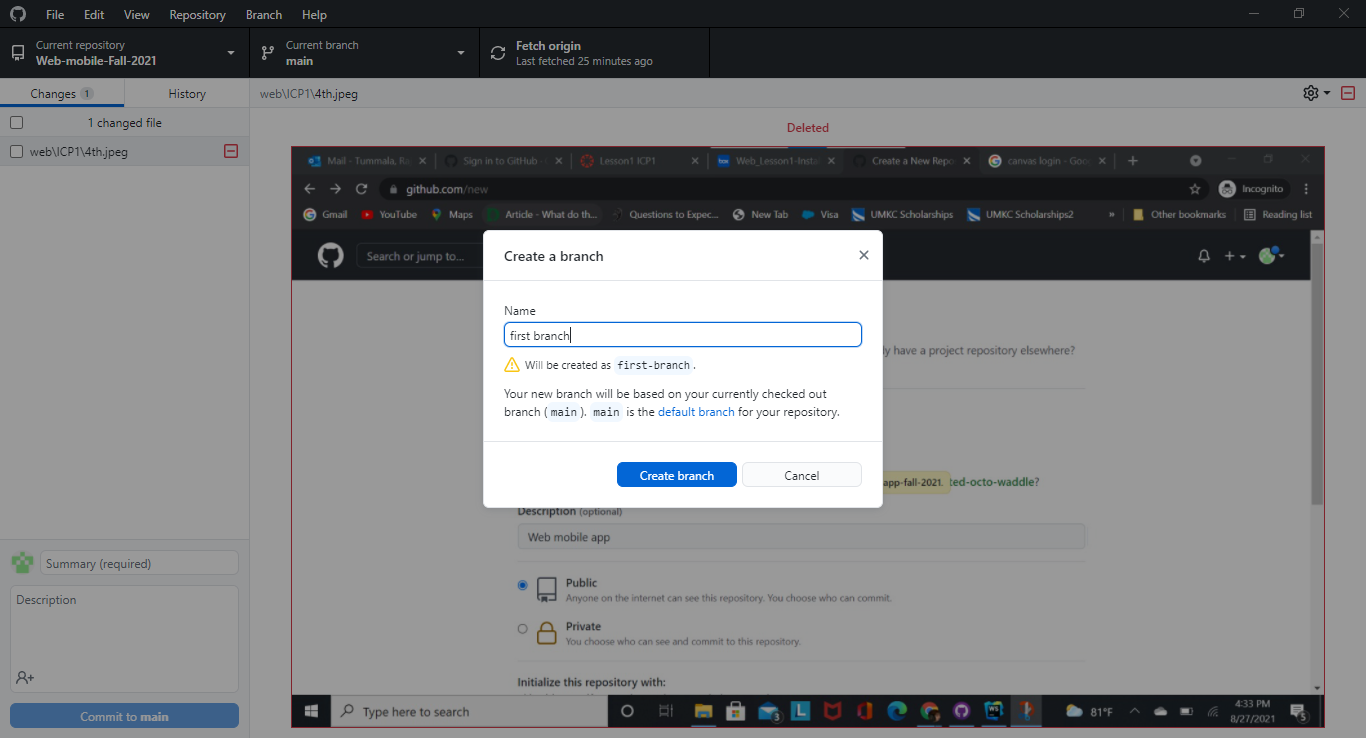 File Edit View Repository Branch Help
Current repository
Web-mobile-Fall-2021
Current branch
main
Fetch origin
Last fetched 25 minutes ago
Changes 1
History
web\ICP1\4th.jpeg
1 changed file
web\ICP1\4th.jpeg
Deleted
Mail - Tummala, Ra
Sign in to GitHub ·
Lesson1 ICP1
Web_Lesson1-Insta
Create a New Repo
canvas login - Goo
github.com/new
Incognito
Gmail YouTube Maps Article - What do th... Questions to Expec... New Tab Visa UMKC Scholarships UMKC Scholarships2 » Other bookmarks Reading list
Search or jump to...
Create a branch
Name
first branch
Will be created as first-branch.
Your new branch will be based on your currently checked out
branch (main). main is the default branch for your repository.
Create branch
Cancel
ly have a project repository elsewhere?
app-fall-2021. ted-octo-waddle?
Description (optional)
Web mobile app
Public
Anyone on the internet can see this repository. You choose who can commit.
Private
You choose who can see and commit to this repository.
Initialize this repository with:
Summary (required)
Description
Commit to main
Type here to search
3
81°F
4:33 PM
8/27/2021
5